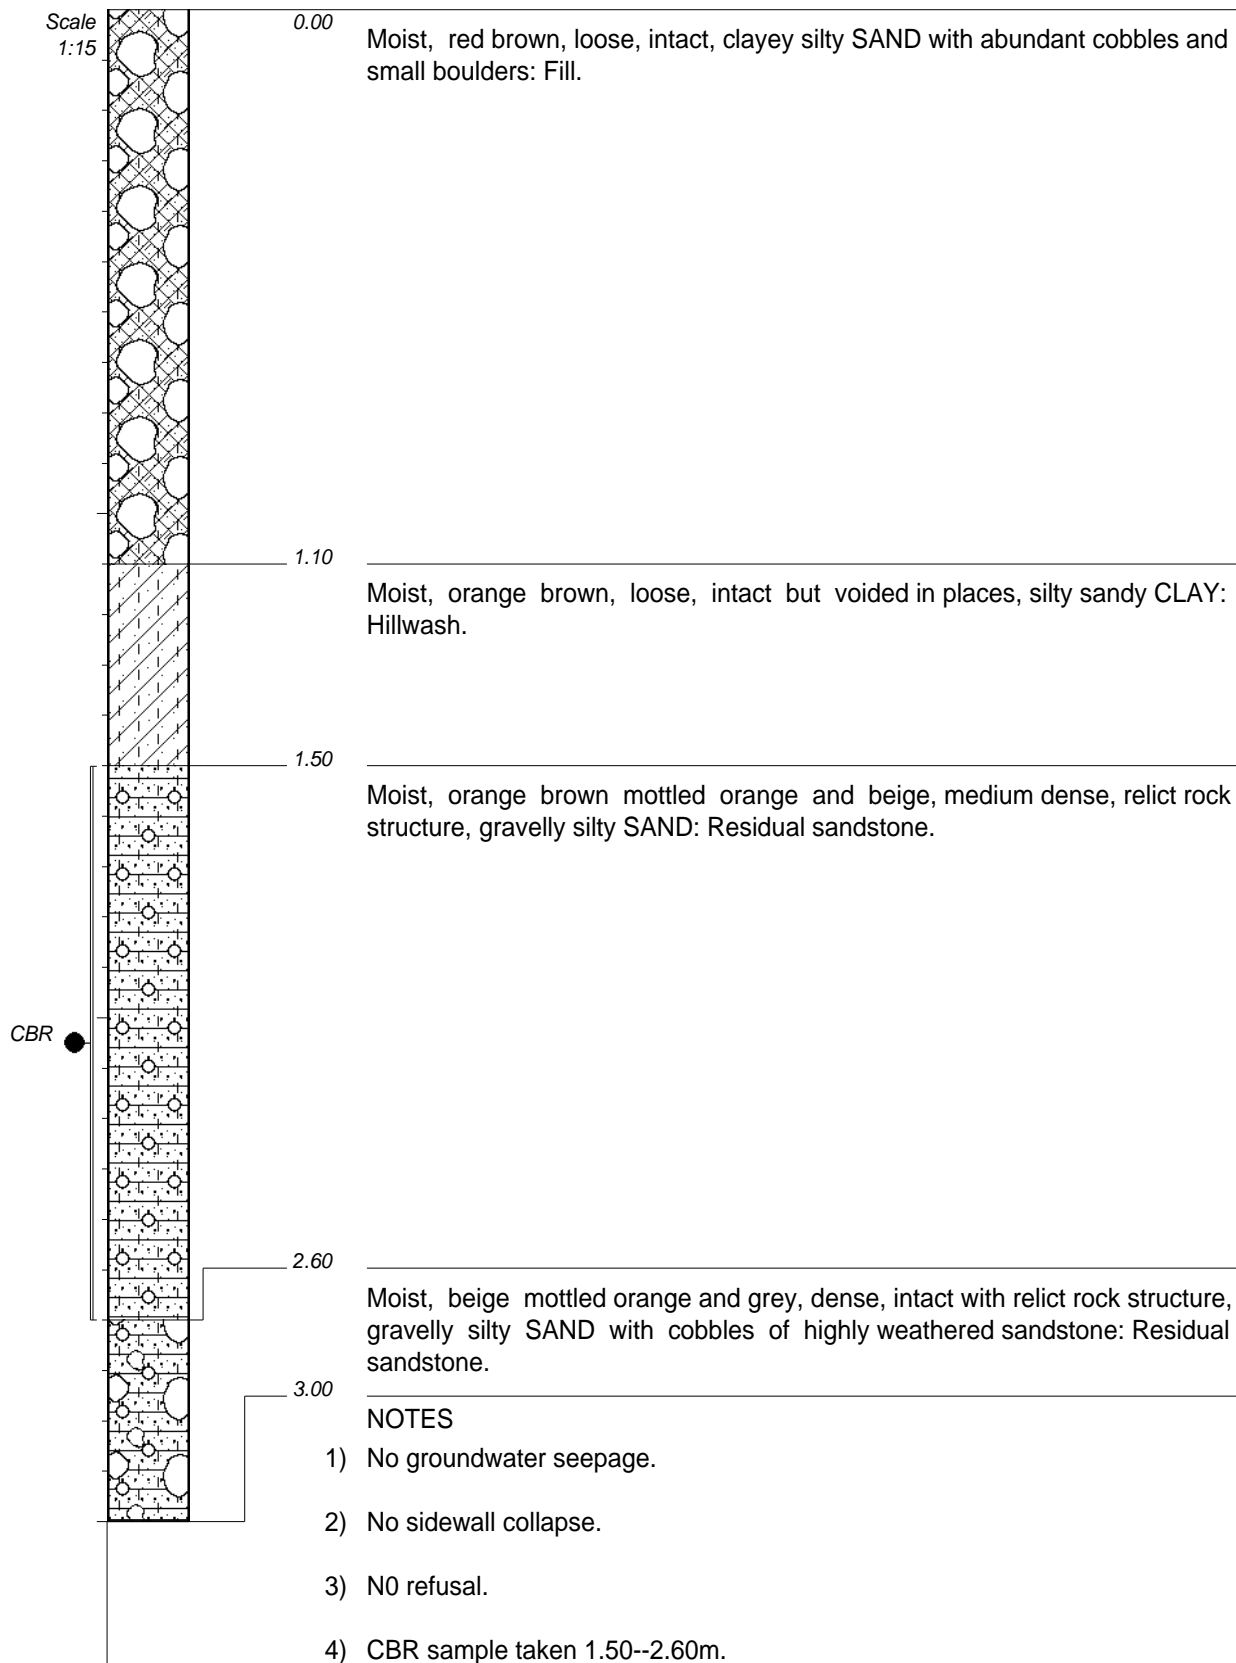 Scale
1:15
0.00
Moist, red brown, loose, intact, clayey silty SAND with abundant cobbles and
small boulders: Fill.
1.10
Moist, orange brown, loose, intact but voided in places, silty sandy CLAY:
Hillwash.
1.50
Moist, orange brown mottled orange and beige, medium dense, relict rock
structure, gravelly silty SAND: Residual sandstone.
CBR
2.60
Moist, beige mottled orange and grey, dense, intact with relict rock structure,
gravelly silty SAND with cobbles of highly weathered sandstone: Residual
sandstone.
3.00
NOTES
1) No groundwater seepage.
2) No sidewall collapse.
3) N0 refusal.
4) CBR sample taken 1.50--2.60m.